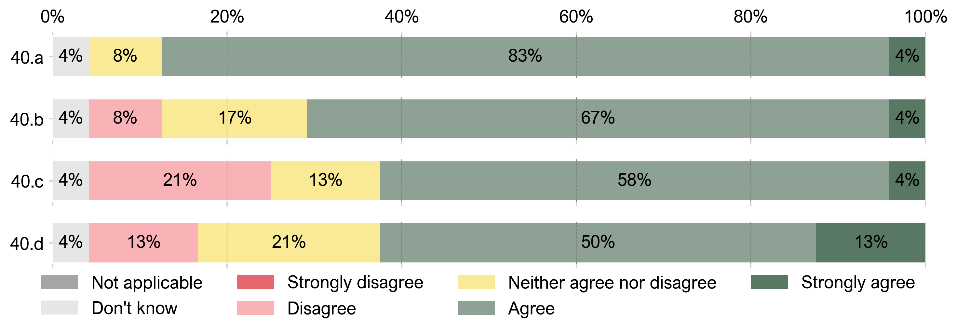 0% 20% 40% 60% 80% 100%
40.a 4% 8% 83% 4%
40.b 4% 8% 17% 67% 4%
40.c 4% 21% 13% 58% 4%
40.d 4% 13% 21% 50% 13%
Not applicable Strongly disagree Neither agree nor disagree Strongly agree
Don't know Disagree Agree